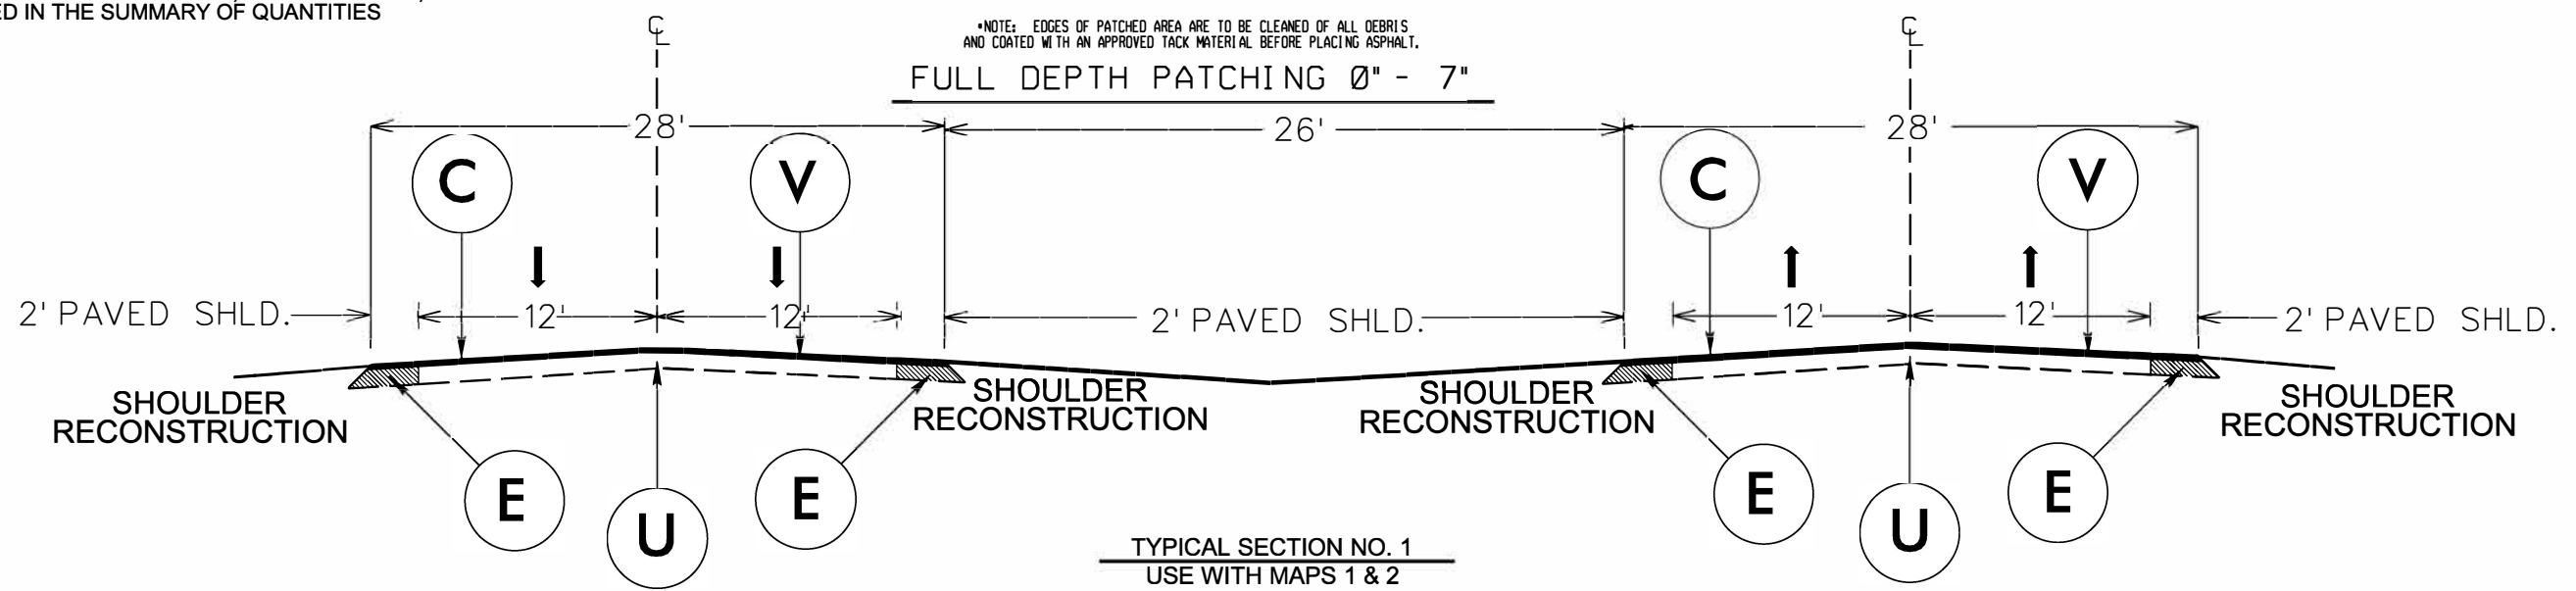 ED IN THE SUMMARY OF QUANTITIES
•NOTE: EDGES OF PATCHED AREA ARE TO BE CLEANED OF ALL OEBRIS
AND COATED WITH AN APPROVED TACK MATERIAL BEFORE PLACING ASPHALT.
FULL DEPTH PATCHING Ø" - 7"
℄
℄
28'
26'
28'
C
V
C
V
2' PAVED SHLD.
12'
12'
2' PAVED SHLD.
12'
12'
2' PAVED SHLD.
SHOULDER
RECONSTRUCTION
SHOULDER
RECONSTRUCTION
SHOULDER
RECONSTRUCTION
SHOULDER
RECONSTRUCTION
E
U
E
E
U
E
TYPICAL SECTION NO. 1
USE WITH MAPS 1 & 2